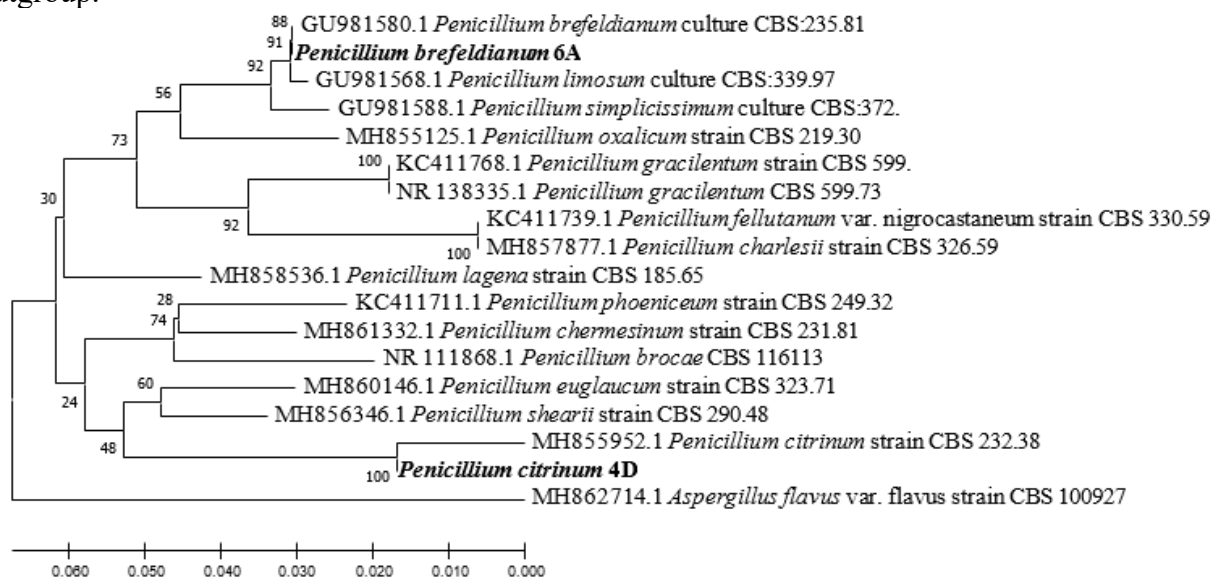 88 GU981580.1 Penicillium brefeldianum culture CBS:235.81
91 Penicillium brefeldianum 6A
92 GU981568.1 Penicillium limosum culture CBS:339.97
56 GU981588.1 Penicillium simplicissimum culture CBS:372.
73 MH855125.1 Penicillium oxalicum strain CBS 219.30
100 KC411768.1 Penicillium gracilentum strain CBS 599.
NR 138335.1 Penicillium gracilentum CBS 599.73
30
92 KC411739.1 Penicillium fellutanum var. nigrocastaneum strain CBS 330.59
100 MH857877.1 Penicillium charlesii strain CBS 326.59
MH858536.1 Penicillium lagena strain CBS 185.65
28 KC411711.1 Penicillium phoeniceum strain CBS 249.32
74 MH861332.1 Penicillium chermesinum strain CBS 231.81
NR 111868.1 Penicillium brocae CBS 116113
60 MH860146.1 Penicillium euglaucum strain CBS 323.71
24 MH856346.1 Penicillium shearii strain CBS 290.48
48 MH855952.1 Penicillium citrinum strain CBS 232.38
100 Penicillium citrinum 4D
MH862714.1 Aspergillus flavus var. flavus strain CBS 100927
0.060 0.050 0.040 0.030 0.020 0.010 0.000